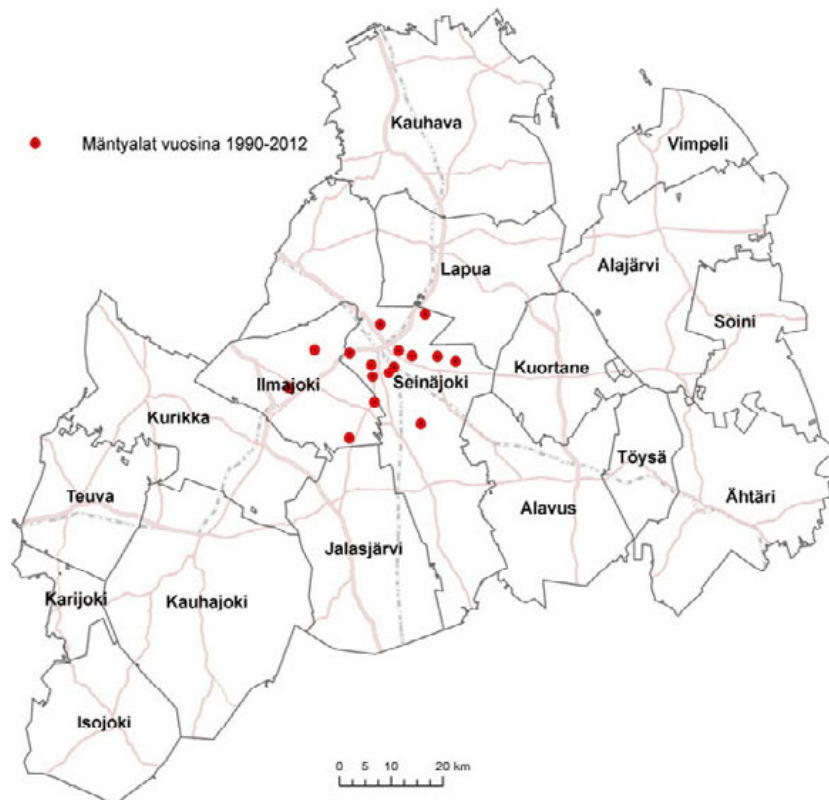 Kauhava
Mäntyalat vuosina 1990-2012
Vimpeli
Lapua
Alajärvi
Soini
Kuortane
Ilmajoki
Seinäjoki
Kurikka
Töysä
Teuva
Ähtäri
Alavus
Jalasjärvi
Karijoki
Kauhajoki
Isojoki
0 5 10 20 km